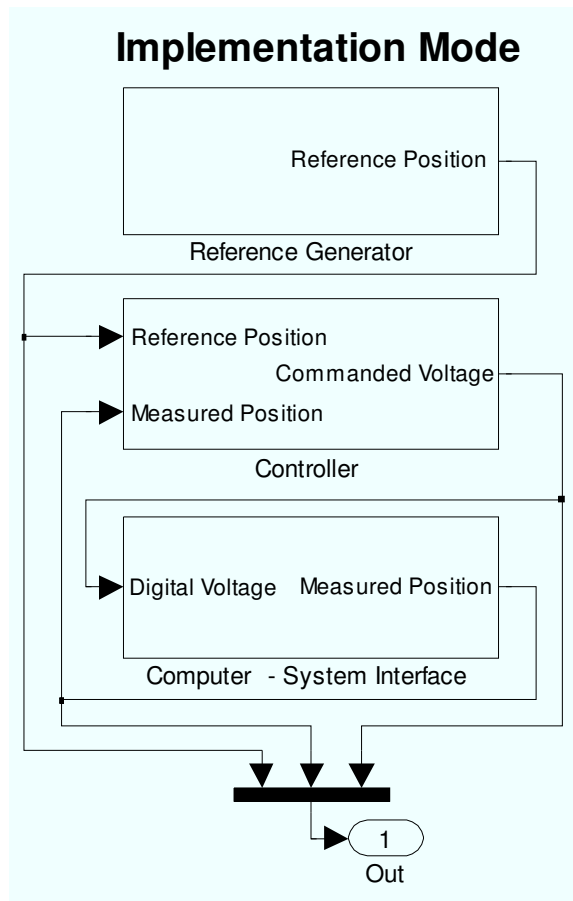 Implementation Mode
Reference Position
Reference Generator
Reference Position
Commanded Voltage
Measured Position
Controller
Digital Voltage
Measured Position
Computer - System Interface
1
Out